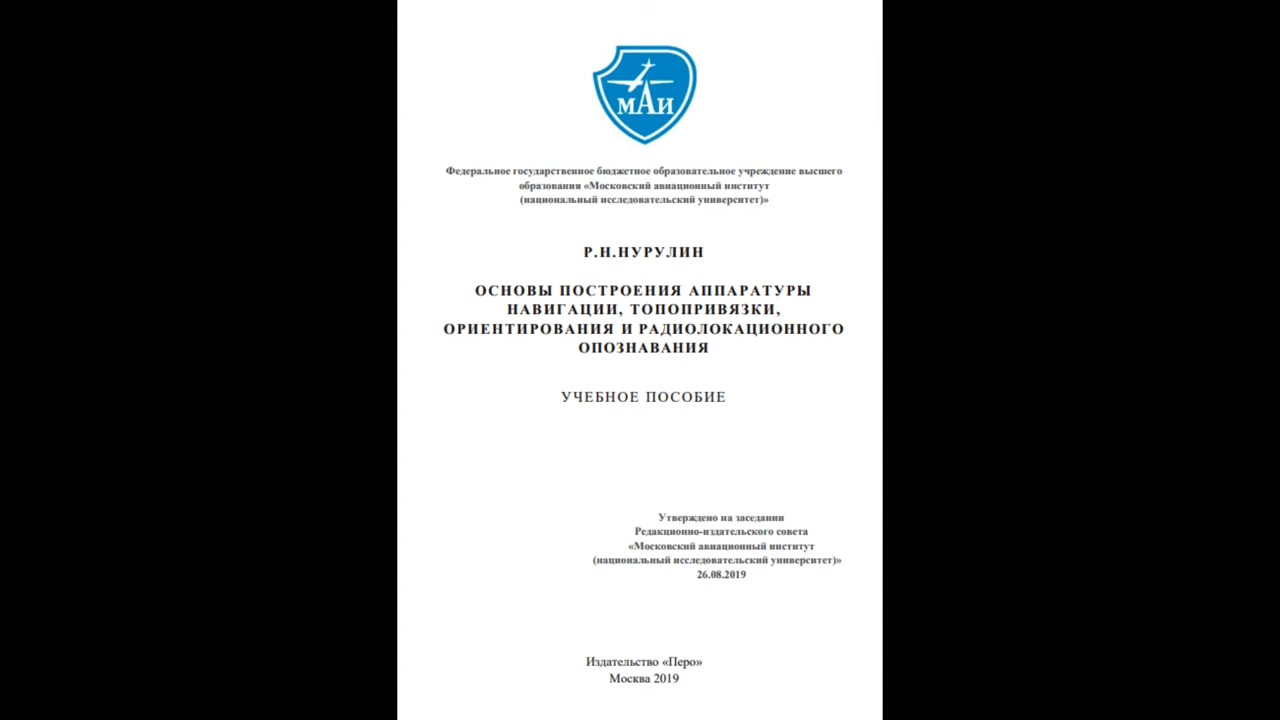 МАИ
Федеральное государственное бюджетное образовательное учреждение высшего
образования «Московский авиационный институт
(национальный исследовательский университет)»
Р.Н.НУРУЛИН
ОСНОВЫ ПОСТРОЕНИЯ АППАРАТУРЫ
НАВИГАЦИИ, ТОПОПРИВЯЗКИ,
ОРИЕНТИРОВАНИЯ И РАДИОЛОКАЦИОННОГО
ОПОЗНАВАНИЯ
УЧЕБНОЕ ПОСОБИЕ
Утверждено на заседании
Редакционно-издательского совета
«Московский авиационный институт
(национальный исследовательский университет)»
26.08.2019
Издательство «Перо»
Москва 2019